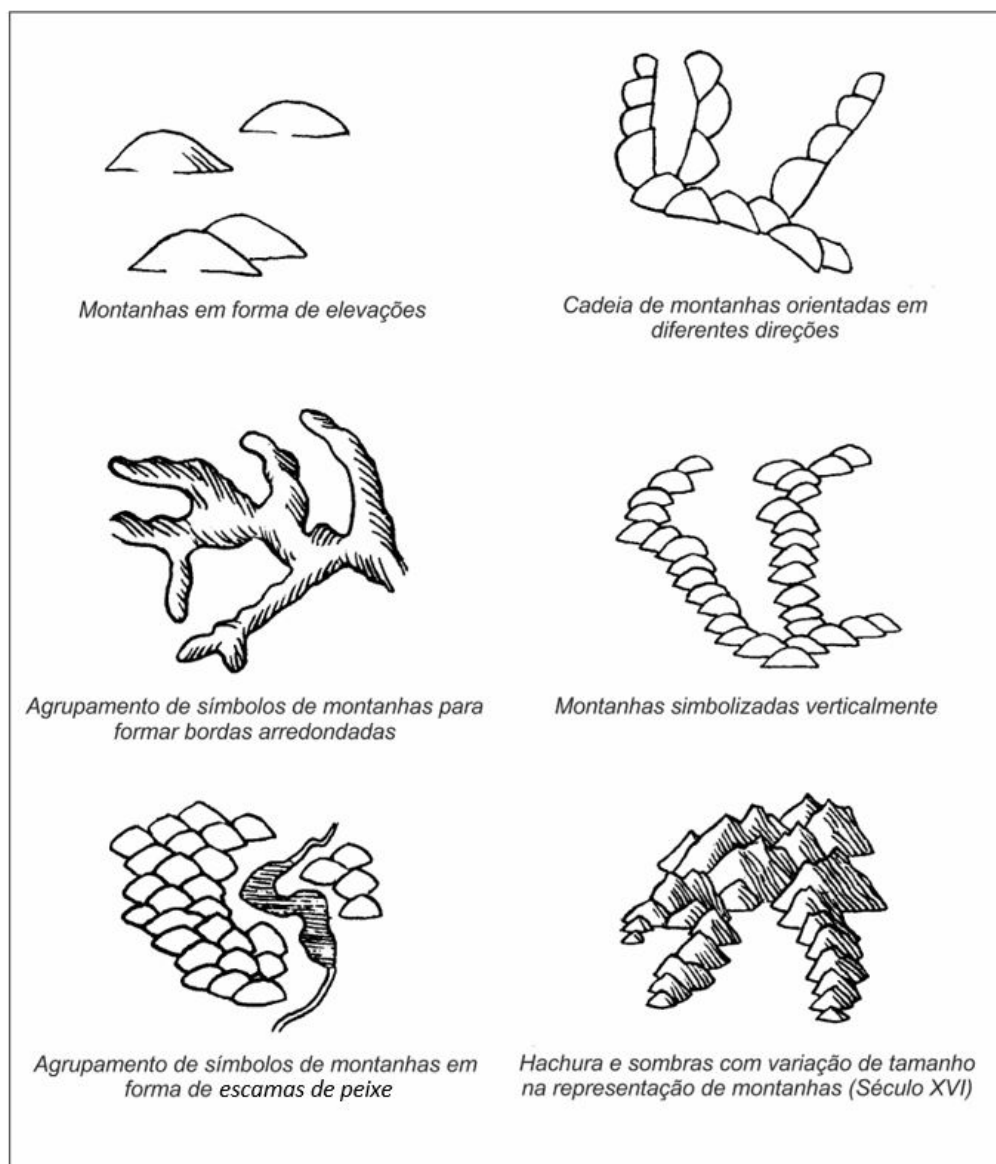 Montanhas em forma de elevações
Cadeia de montanhas orientadas em
diferentes direções
Agrupamento de símbolos de montanhas para
formar bordas arredondadas
Montanhas simbolizadas verticalmente
Agrupamento de símbolos de montanhas em
forma de escamas de peixe
Hachura e sombras com variação de tamanho
na representação de montanhas (Século XVI)